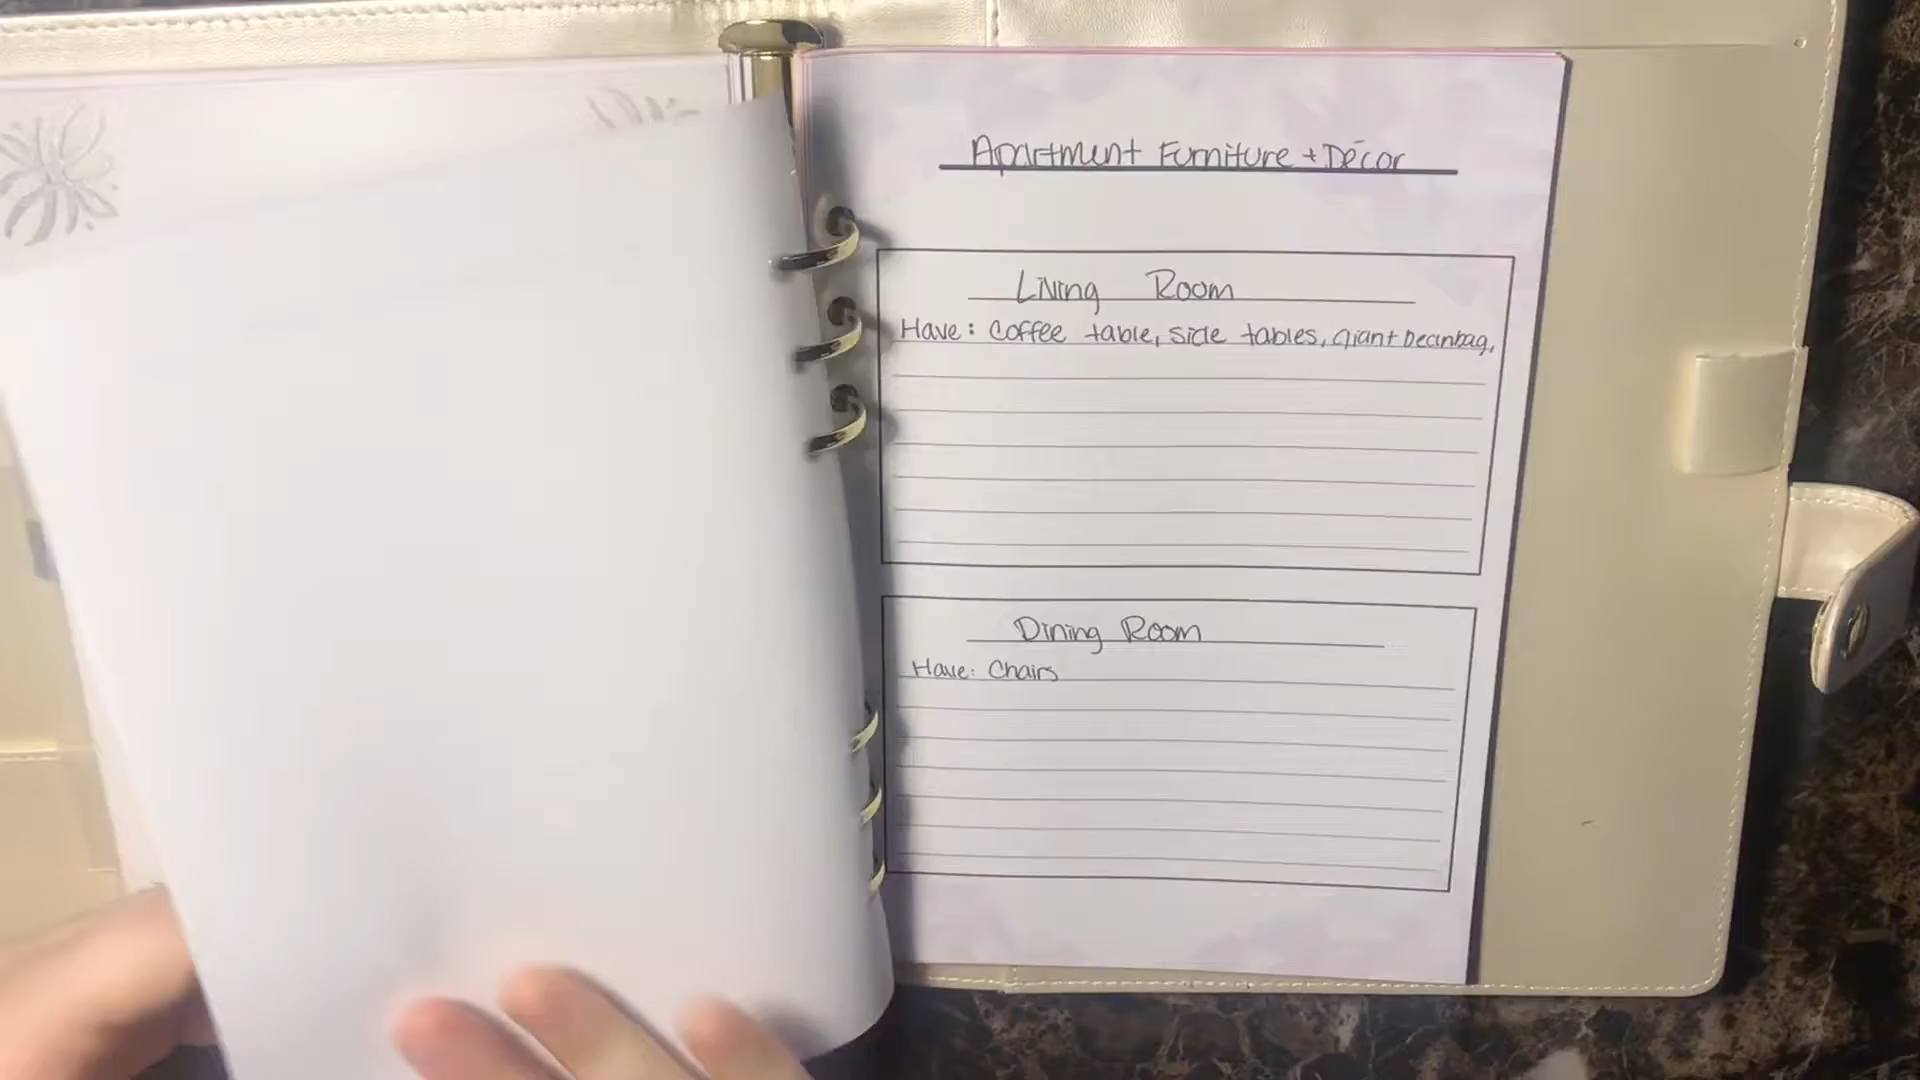 Apartment Furniture + Décor
Living Room
Have: Coffee table, side tables, giant beanbag,
Dining Room
Have: Chairs